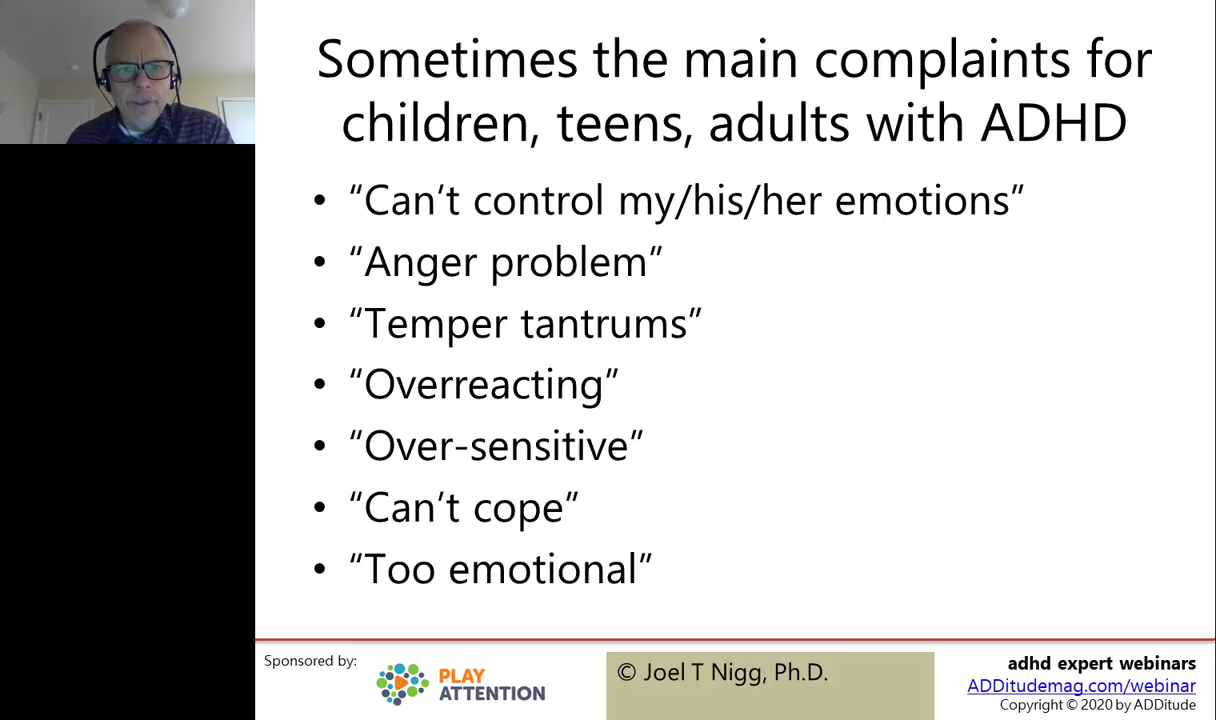 Sometimes the main complaints for
children, teens, adults with ADHD
• “Can’t control my/his/her emotions”
• “Anger problem”
• “Temper tantrums”
• “Overreacting”
• “Over-sensitive”
• “Can’t cope”
• “Too emotional”
Sponsored by:
PLAY
ATTENTION
© Joel T Nigg, Ph.D.
adhd expert webinars
ADDitudemag.com/webinar
Copyright © 2020 by ADDitude